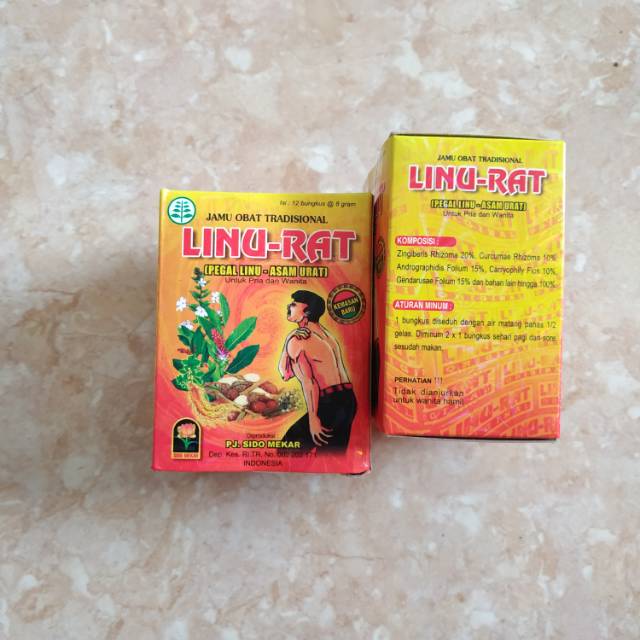 Isi : 12 bungkus @ 8 gram
JAMU OBAT TRADISIONAL
LINU-RAT
(PEGAL LINU - ASAM URAT)
Untuk Pria dan Wanita
KEMASAN
BARU
Diproduksi
PJ. SIDO MEKAR
INDONESIA
SIDO MEKAR
JAMU OBAT TRADISIONAL
LINU-RAT
(PEGAL LINU - ASAM URAT)
Untuk Pria dan Wanita
KOMPOSISI :
Zingiberis Rhizoma 20%, Curcumae Rhizoma 10%
Andrographidis Folium 15%, Carryophily Flos 10%,
Gendarusae Folium 15% dan bahan lain hingga 100%
ATURAN MINUM :
1 bungkus diseduh dengan air matang panas 1/2
gelas. Diminum 2 x 1 bungkus sehari pagi dan sore
sesudah makan.
PERHATIAN !!!
Tidak dianjurkan
untuk wanita hamil